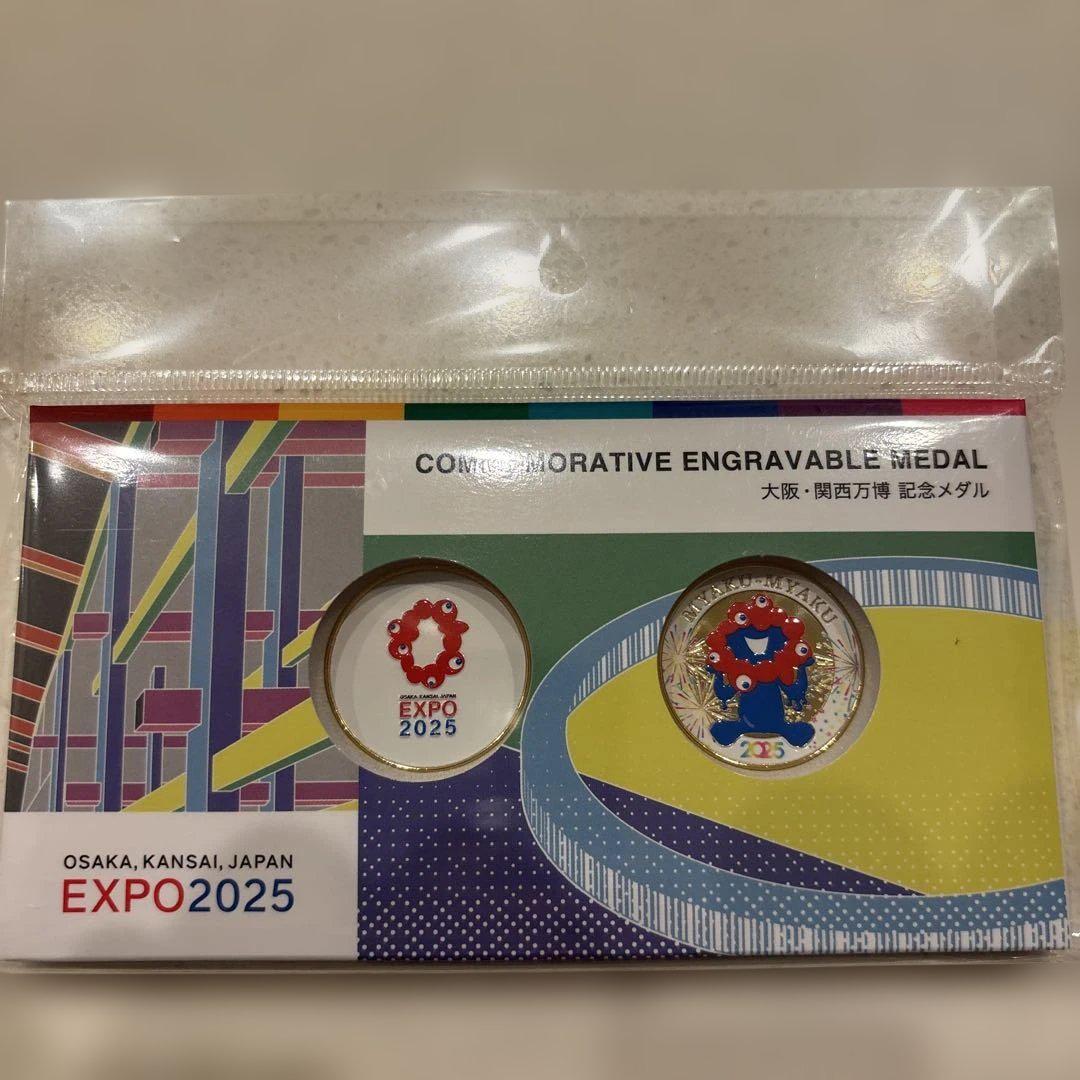 COMMEMORATIVE ENGRAVABLE MEDAL
大阪・関西万博 記念メダル
OSAKA, KANSAI, JAPAN
EXPO
2025
MYAKU-MYAKU
2025
OSAKA, KANSAI, JAPAN
EXPO2025